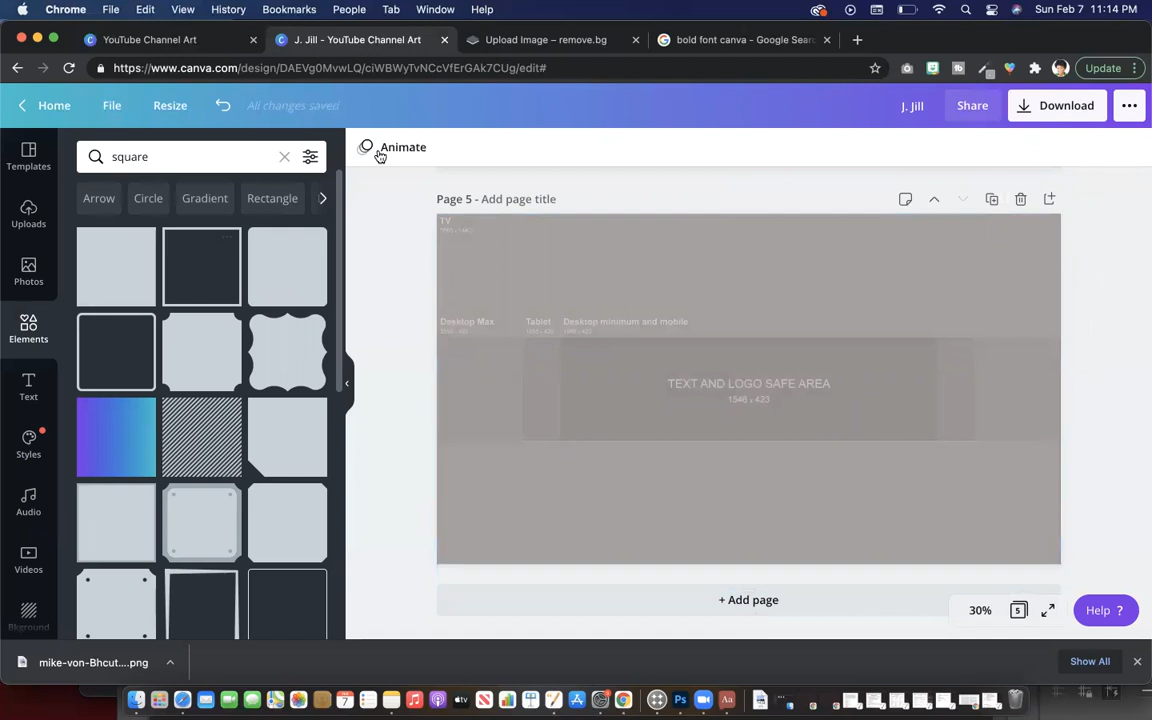 Chrome File Edit View History Bookmarks People Tab Window Help Sun Feb 7 11:14 PM
YouTube Channel Art J. Jill - YouTube Channel Art Upload Image – remove.bg bold font canva - Google Sear
https://www.canva.com/design/DAEVg0MvwLQ/ciWBWyTvNCcVfErGAk7CUg/edit# Update
Home File Resize All changes saved J. Jill Share Download
Templates
Uploads
Photos
Elements
Text
Styles
Audio
Videos
Bkground
square
Arrow Circle Gradient Rectangle
Animate
Page 5 - Add page title
TV
Desktop Max Tablet Desktop minimum and mobile
TEXT AND LOGO SAFE AREA
1546 x 423
+ Add page
30% 5 Help ?
mike-von-Bhcut....png Show All